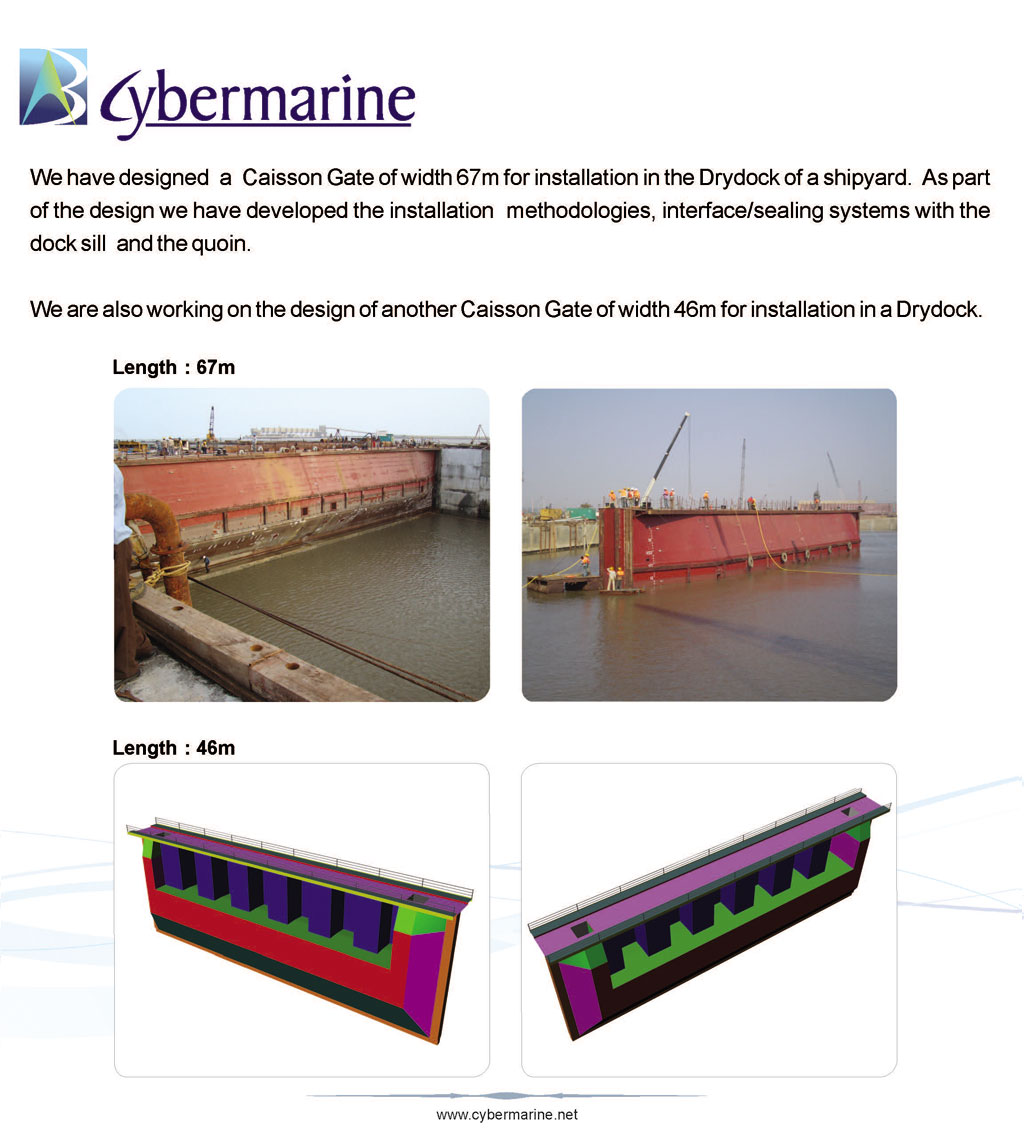 Cybermarine
We have designed a Caisson Gate of width 67m for installation in the Drydock of a shipyard. As part
of the design we have developed the installation methodologies, interface/sealing systems with the
dock sill and the quoin.
We are also working on the design of another Caisson Gate of width 46m for installation in a Drydock.
Length : 67m
Length : 46m
www.cybermarine.net